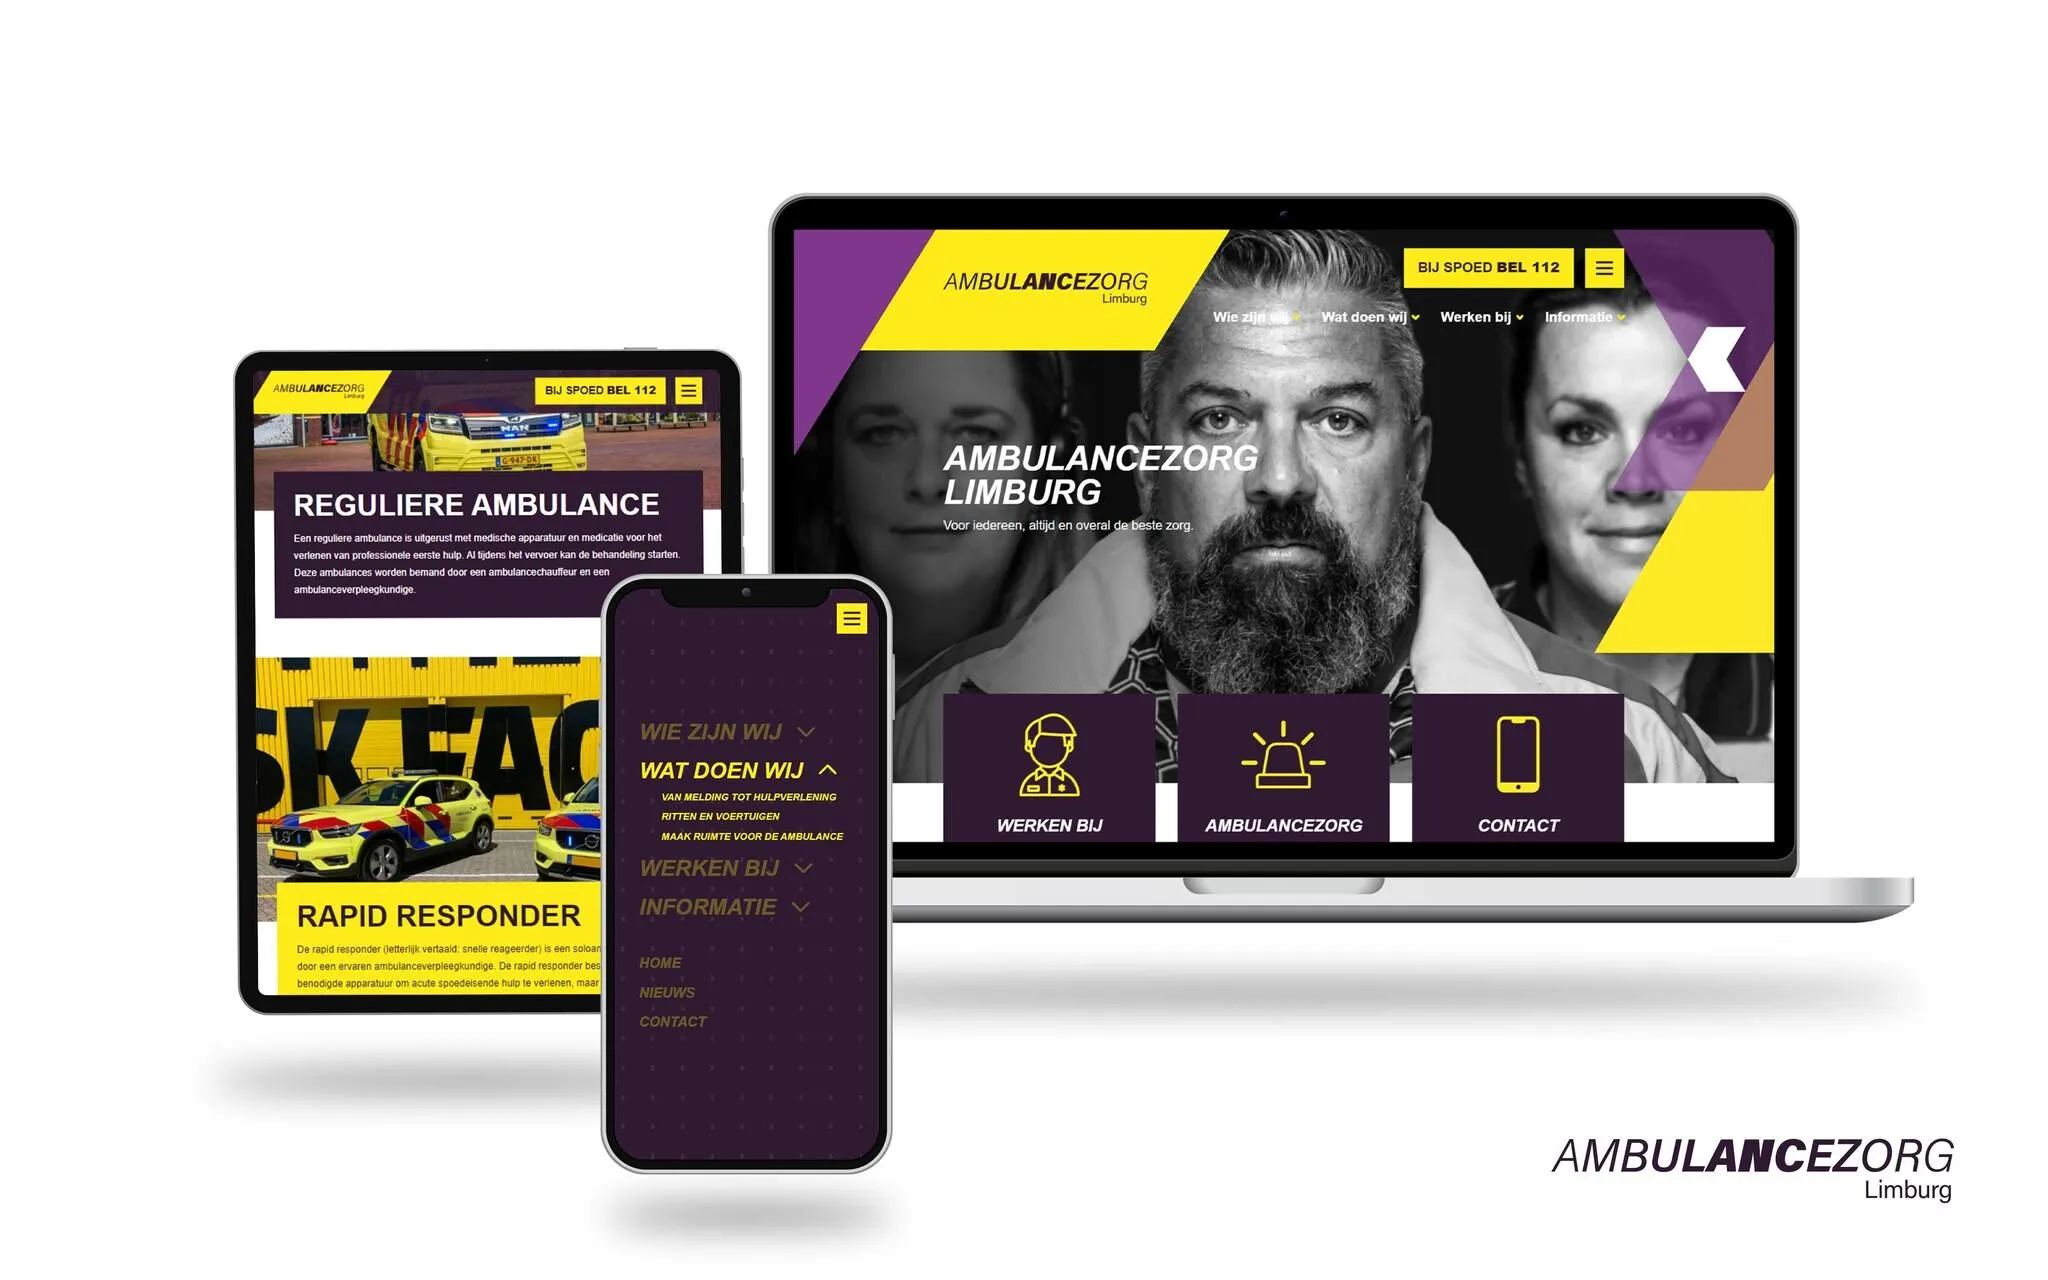 AMBULANCEZORG
Limburg
BIJ SPOED BEL 112
MAN
G-947-DK
REGULIERE AMBULANCE
Een reguliere ambulance is uitgerust met medische apparatuur en medicatie voor het
verlenen van professionele eerste hulp. Al tijdens het vervoer kan de behandeling starten.
Deze ambulances worden bemand door een ambulancechauffeur en een
ambulanceverpleegkundige.
SK FAC
RAPID RESPONDER
De rapid responder (letterlijk vertaald: snelle reageerder) is een soloam
door een ervaren ambulanceverpleegkundige. De rapid responder bes
benodigde apparatuur om acute spoedeisende hulp te verlenen, maar
WIE ZIJN WIJ
WAT DOEN WIJ
VAN MELDING TOT HULPVERLENING
RITTEN EN VOERTUIGEN
MAAK RUIMTE VOOR DE AMBULANCE
WERKEN BIJ
INFORMATIE
HOME
NIEUWS
CONTACT
AMBULANCEZORG
Limburg
BIJ SPOED BEL 112
Wie zijn wij Wat doen wij Werken bij Informatie
AMBULANCEZORG
LIMBURG
Voor iedereen, altijd en overal de beste zorg.
WERKEN BIJ
AMBULANCEZORG
CONTACT
AMBULANCEZORG
Limburg